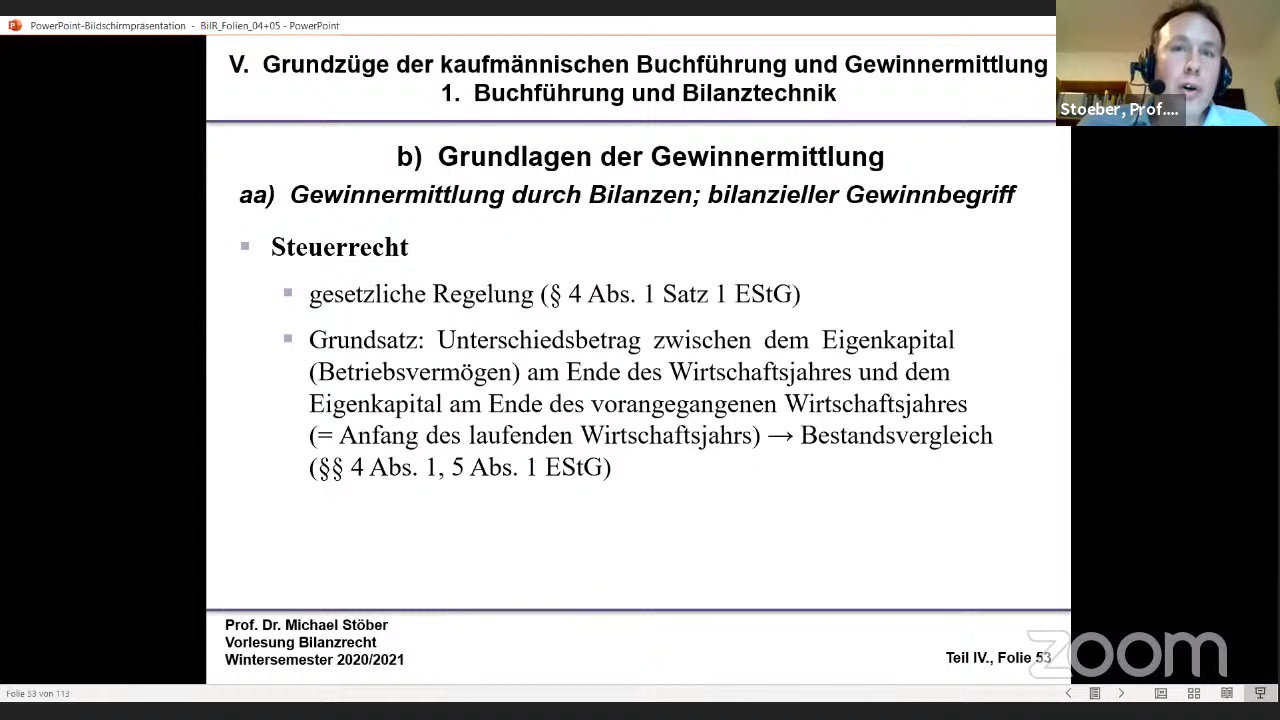 PowerPoint-Bildschirmpräsentation - BilR_Folien_04+05 - PowerPoint
Stoeber, Prof....
V. Grundzüge der kaufmännischen Buchführung und Gewinnermittlung
1. Buchführung und Bilanztechnik
b) Grundlagen der Gewinnermittlung
aa) Gewinnermittlung durch Bilanzen; bilanzieller Gewinnbegriff
Steuerrecht
gesetzliche Regelung (§ 4 Abs. 1 Satz 1 EStG)
Grundsatz: Unterschiedsbetrag zwischen dem Eigenkapital
(Betriebsvermögen) am Ende des Wirtschaftsjahres und dem
Eigenkapital am Ende des vorangegangenen Wirtschaftsjahres
(= Anfang des laufenden Wirtschaftsjahrs) → Bestandsvergleich
(§§ 4 Abs. 1, 5 Abs. 1 EStG)
Prof. Dr. Michael Stöber
Vorlesung Bilanzrecht
Wintersemester 2020/2021
Teil IV., Folie 53
zoom
Folie 53 von 113